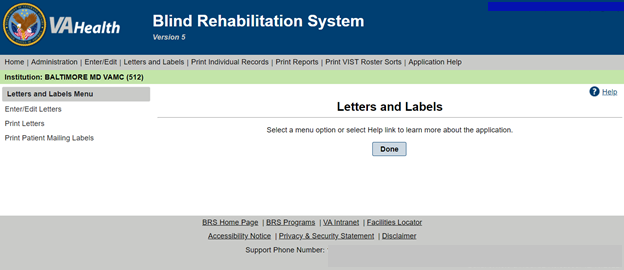 VA Health
Blind Rehabilitation System
Version 5
Home | Administration | Enter/Edit | Letters and Labels | Print Individual Records | Print Reports | Print VIST Roster Sorts | Application Help
Institution: BALTIMORE MD VAMC (512)
Letters and Labels Menu
Enter/Edit Letters
Print Letters
Print Patient Mailing Labels
? Help
Letters and Labels
Select a menu option or select Help link to learn more about the application.
Done
BRS Home Page | BRS Programs | VA Intranet | Facilities Locator
Accessibility Notice | Privacy & Security Statement | Disclaimer
Support Phone Number: